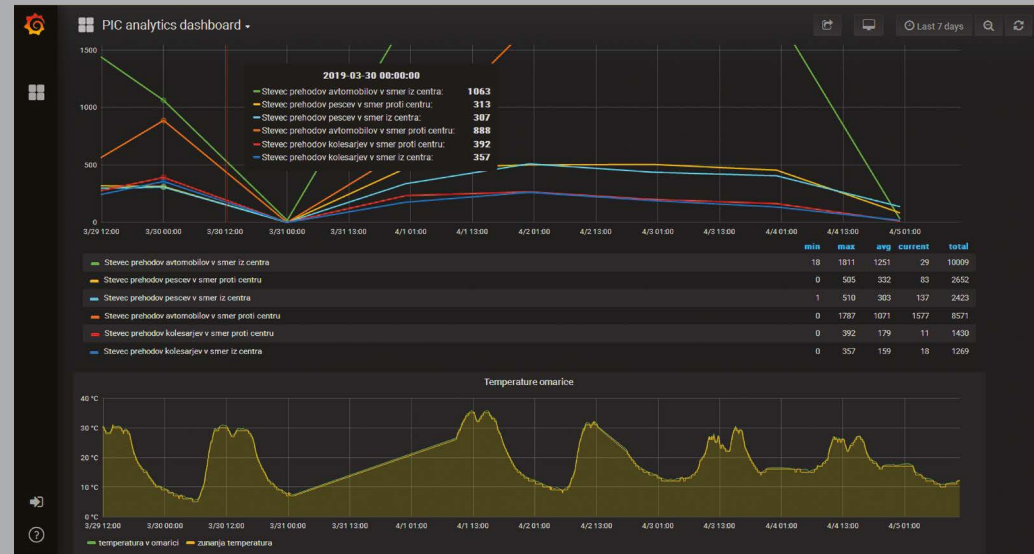 PIC analytics dashboard
Last 7 days
1500
1000
500
0
2019-03-30 00:00:00
Stevec prehodov avtomobilov v smer iz centra: 1063
Stevec prehodov pescev v smer proti centru: 313
Stevec prehodov pescev v smer iz centra: 307
Stevec prehodov avtomobilov v smer proti centru: 888
Stevec prehodov kolesarjev v smer proti centru: 392
Stevec prehodov kolesarjev v smer iz centra: 357
3/29 12:00 3/30 00:00 3/30 12:00 3/31 00:00 3/31 13:00 4/1 01:00 4/1 13:00 4/2 01:00 4/2 13:00 4/3 01:00 4/3 13:00 4/4 01:00 4/4 13:00 4/5 01:00
min max avg current total
Stevec prehodov avtomobilov v smer iz centra 18 1811 1251 29 10009
Stevec prehodov pescev v smer proti centru 0 505 332 83 2652
Stevec prehodov pescev v smer iz centra 1 510 303 137 2423
Stevec prehodov avtomobilov v smer proti centru 0 1787 1071 1577 8571
Stevec prehodov kolesarjev v smer proti centru 0 392 179 11 1430
Stevec prehodov kolesarjev v smer iz centra 0 357 159 18 1269
Temperature omarice
40 °C
30 °C
20 °C
10 °C
0 °C
3/29 12:00 3/30 00:00 3/30 12:00 3/31 00:00 3/31 13:00 4/1 01:00 4/1 13:00 4/2 01:00 4/2 13:00 4/3 01:00 4/3 13:00 4/4 01:00 4/4 13:00 4/5 01:00
temperatura v omarici zunanja temperatura